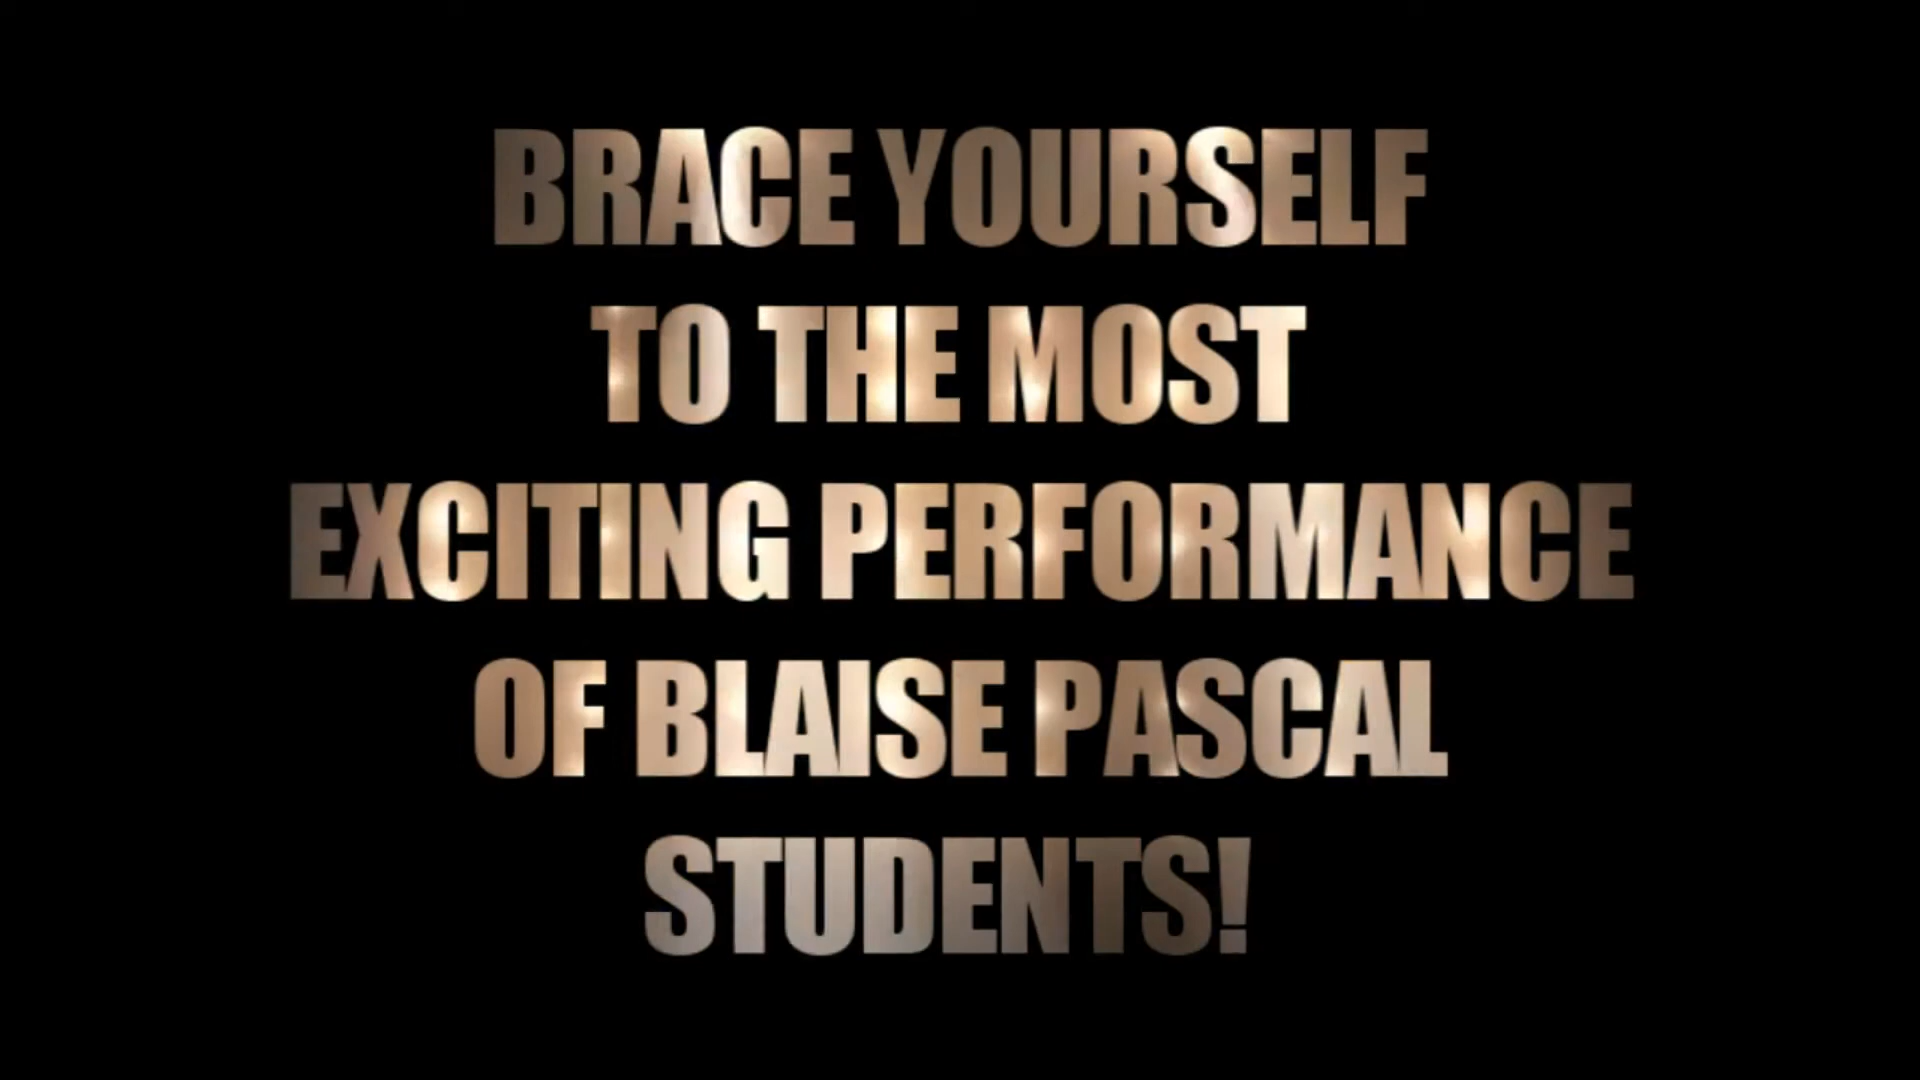 BRACE YOURSELF
TO THE MOST
EXCITING PERFORMANCE
OF BLAISE PASCAL
STUDENTS!